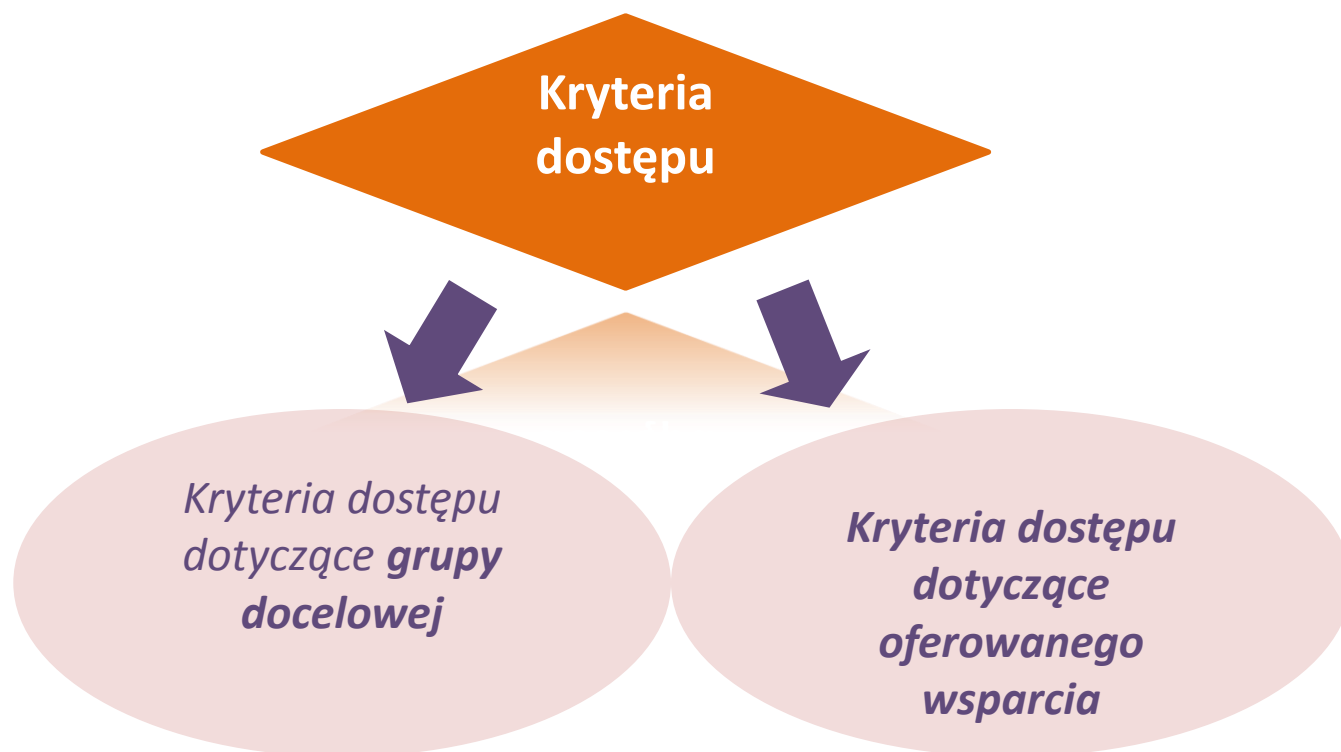 Kryteria
dostępu
Kryteria dostępu
dotyczące grupy
docelowej
Kryteria dostępu
dotyczące
oferowanego
wsparcia